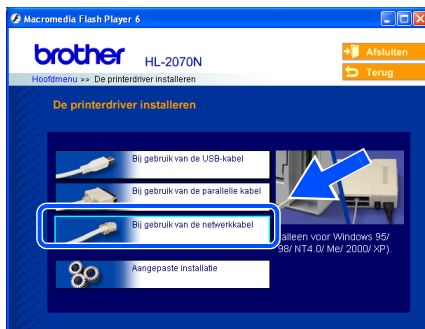 Macromedia Flash Player 6
brother HL-2070N
Afsluiten
Terug
Hoofdmenu >> De printerdriver installeren
De printerdriver installeren
Bij gebruik van de USB-kabel
Bij gebruik van de parallelle kabel
Bij gebruik van de netwerkkabel
alleen voor Windows 95/
98/ NT4.0/ Me/ 2000/ XP).
Aangepaste installatie